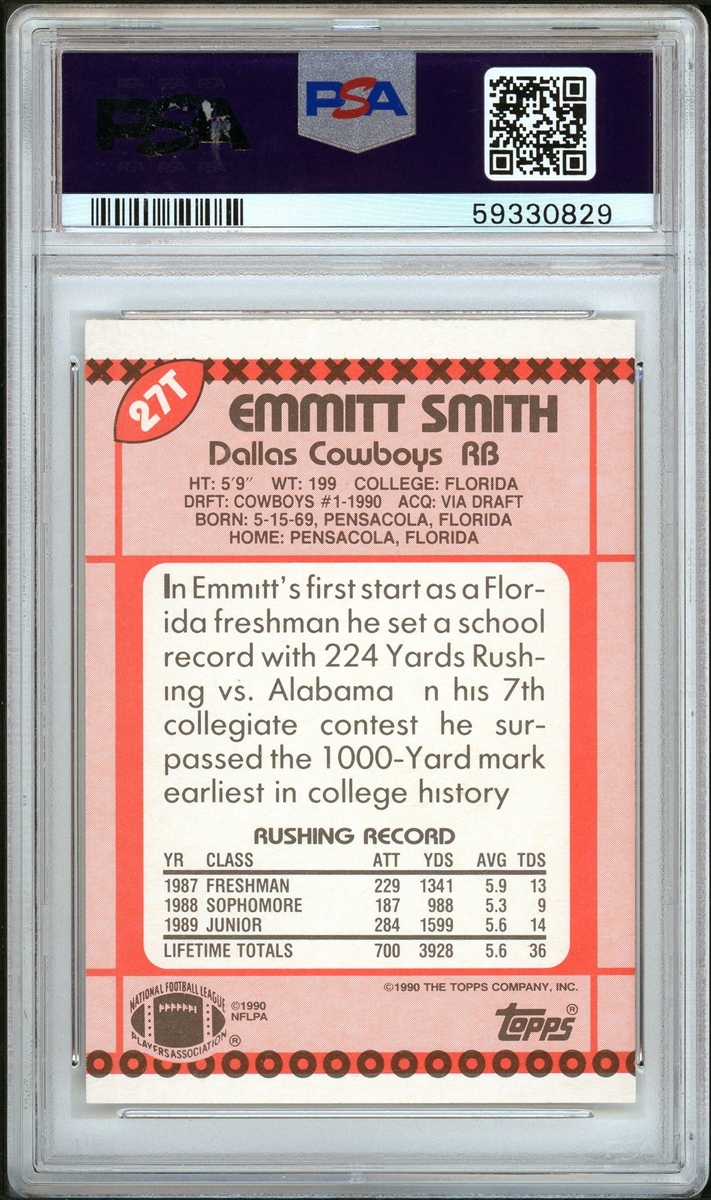 PSA
PSA
59330829
27T
EMMITT SMITH
Dallas Cowboys RB
HT: 5'9" WT: 199 COLLEGE: FLORIDA
DRFT: COWBOYS #1-1990 ACQ: VIA DRAFT
BORN: 5-15-69, PENSACOLA, FLORIDA
HOME: PENSACOLA, FLORIDA
In Emmitt's first start as a Flor-
ida freshman he set a school
record with 224 Yards Rush-
ing vs. Alabama n his 7th
collegiate contest he sur-
passed the 1000-Yard mark
earliest in college history
RUSHING RECORD
YR CLASS ATT YDS AVG TDS
1987 FRESHMAN 229 1341 5.9 13
1988 SOPHOMORE 187 988 5.3 9
1989 JUNIOR 284 1599 5.6 14
LIFETIME TOTALS 700 3928 5.6 36
©1990 THE TOPPS COMPANY, INC.
NATIONAL FOOTBALL LEAGUE
PLAYERS ASSOCIATION ®
©1990
NFLPA
topps®